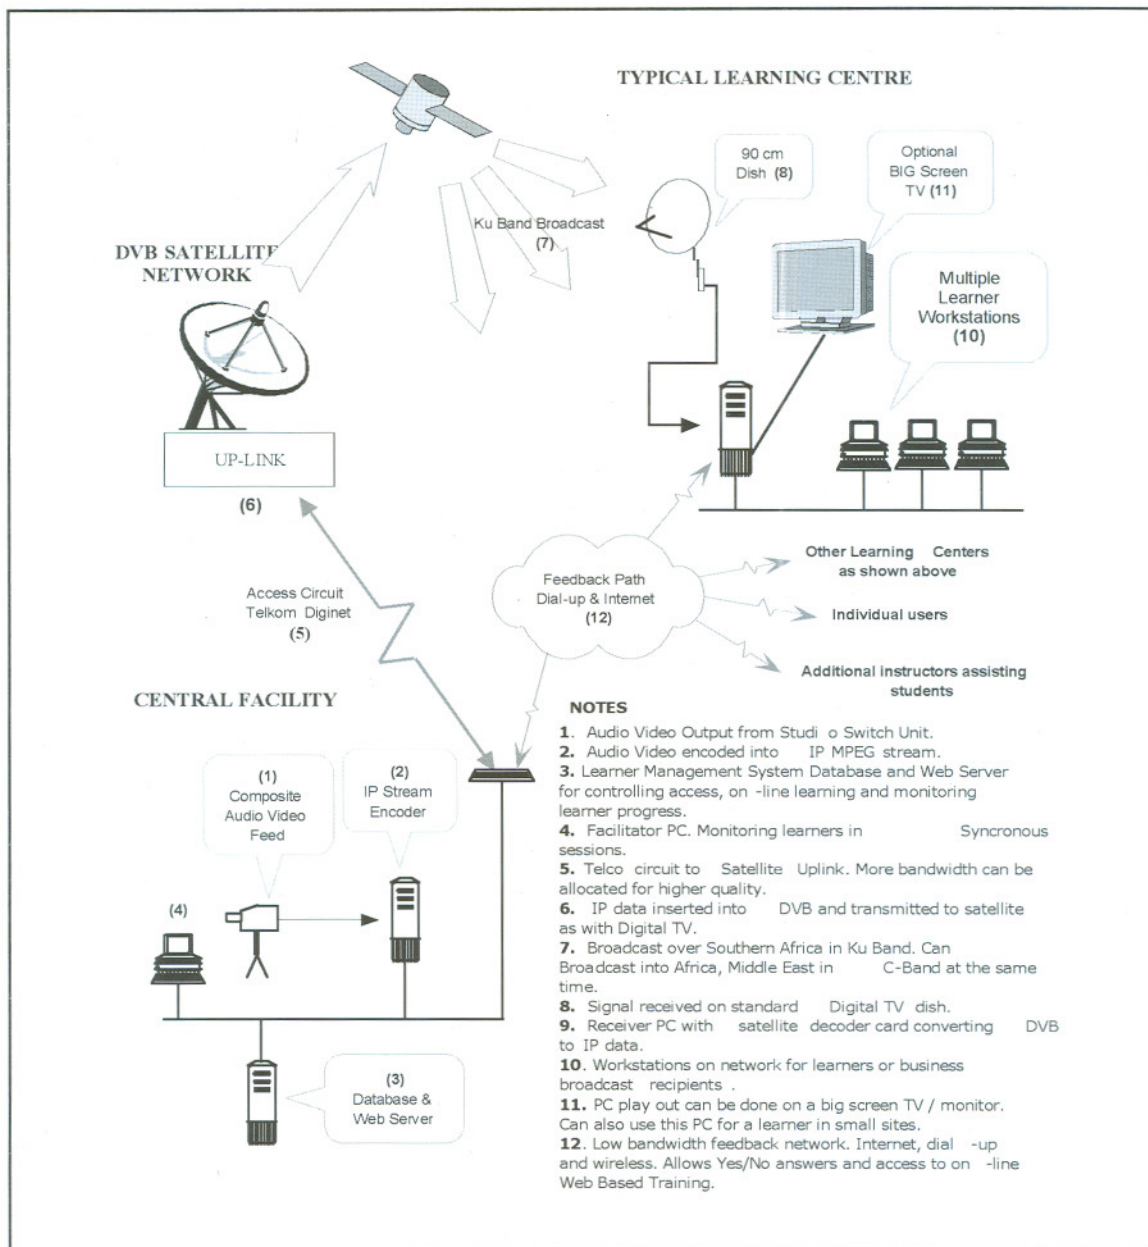 TYPICAL LEARNING CENTRE
90 cm
Dish (8)
Optional
BIG Screen
TV (11)
Ku Band Broadcast
(7)
DVB SATELLITE
NETWORK
Multiple
Learner
Workstations
(10)
UP-LINK
(6)
Access Circuit
Telkom Diginet
(5)
Feedback Path
Dial-up & Internet
(12)
Other Learning Centers
as shown above
Individual users
Additional instructors assisting
students
CENTRAL FACILITY
(1)
Composite
Audio Video
Feed
(2)
IP Stream
Encoder
(4)
(3)
Database &
Web Server
NOTES
1. Audio Video Output from Studi o Switch Unit.
2. Audio Video encoded into IP MPEG stream.
3. Learner Management System Database and Web Server
for controlling access, on -line learning and monitoring
learner progress.
4. Facilitator PC. Monitoring learners in Syncronous
sessions.
5. Telco circuit to Satellite Uplink. More bandwidth can be
allocated for higher quality.
6. IP data inserted into DVB and transmitted to satellite
as with Digital TV.
7. Broadcast over Southern Africa in Ku Band. Can
Broadcast into Africa, Middle East in C-Band at the same
time.
8. Signal received on standard Digital TV dish.
9. Receiver PC with satellite decoder card converting DVB
to IP data.
10. Workstations on network for learners or business
broadcast recipients .
11. PC play out can be done on a big screen TV / monitor.
Can also use this PC for a learner in small sites.
12. Low bandwidth feedback network. Internet, dial -up
and wireless. Allows Yes/No answers and access to on -line
Web Based Training.